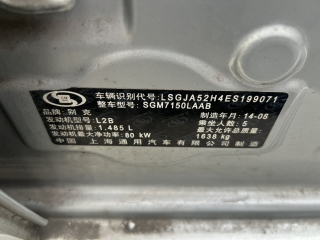 车辆识别代号: LSGJA52H4ES199071
整车型号: SGM7150LAAB
品牌: 别克 制造年月: 14-05
发动机型号: L2B 乘坐人数: 5
发动机排量: 1.485 L 最大允许总质量:
发动机最大净功率: 80 kW 1638 kg
中国 上海通用汽车有限公司制造